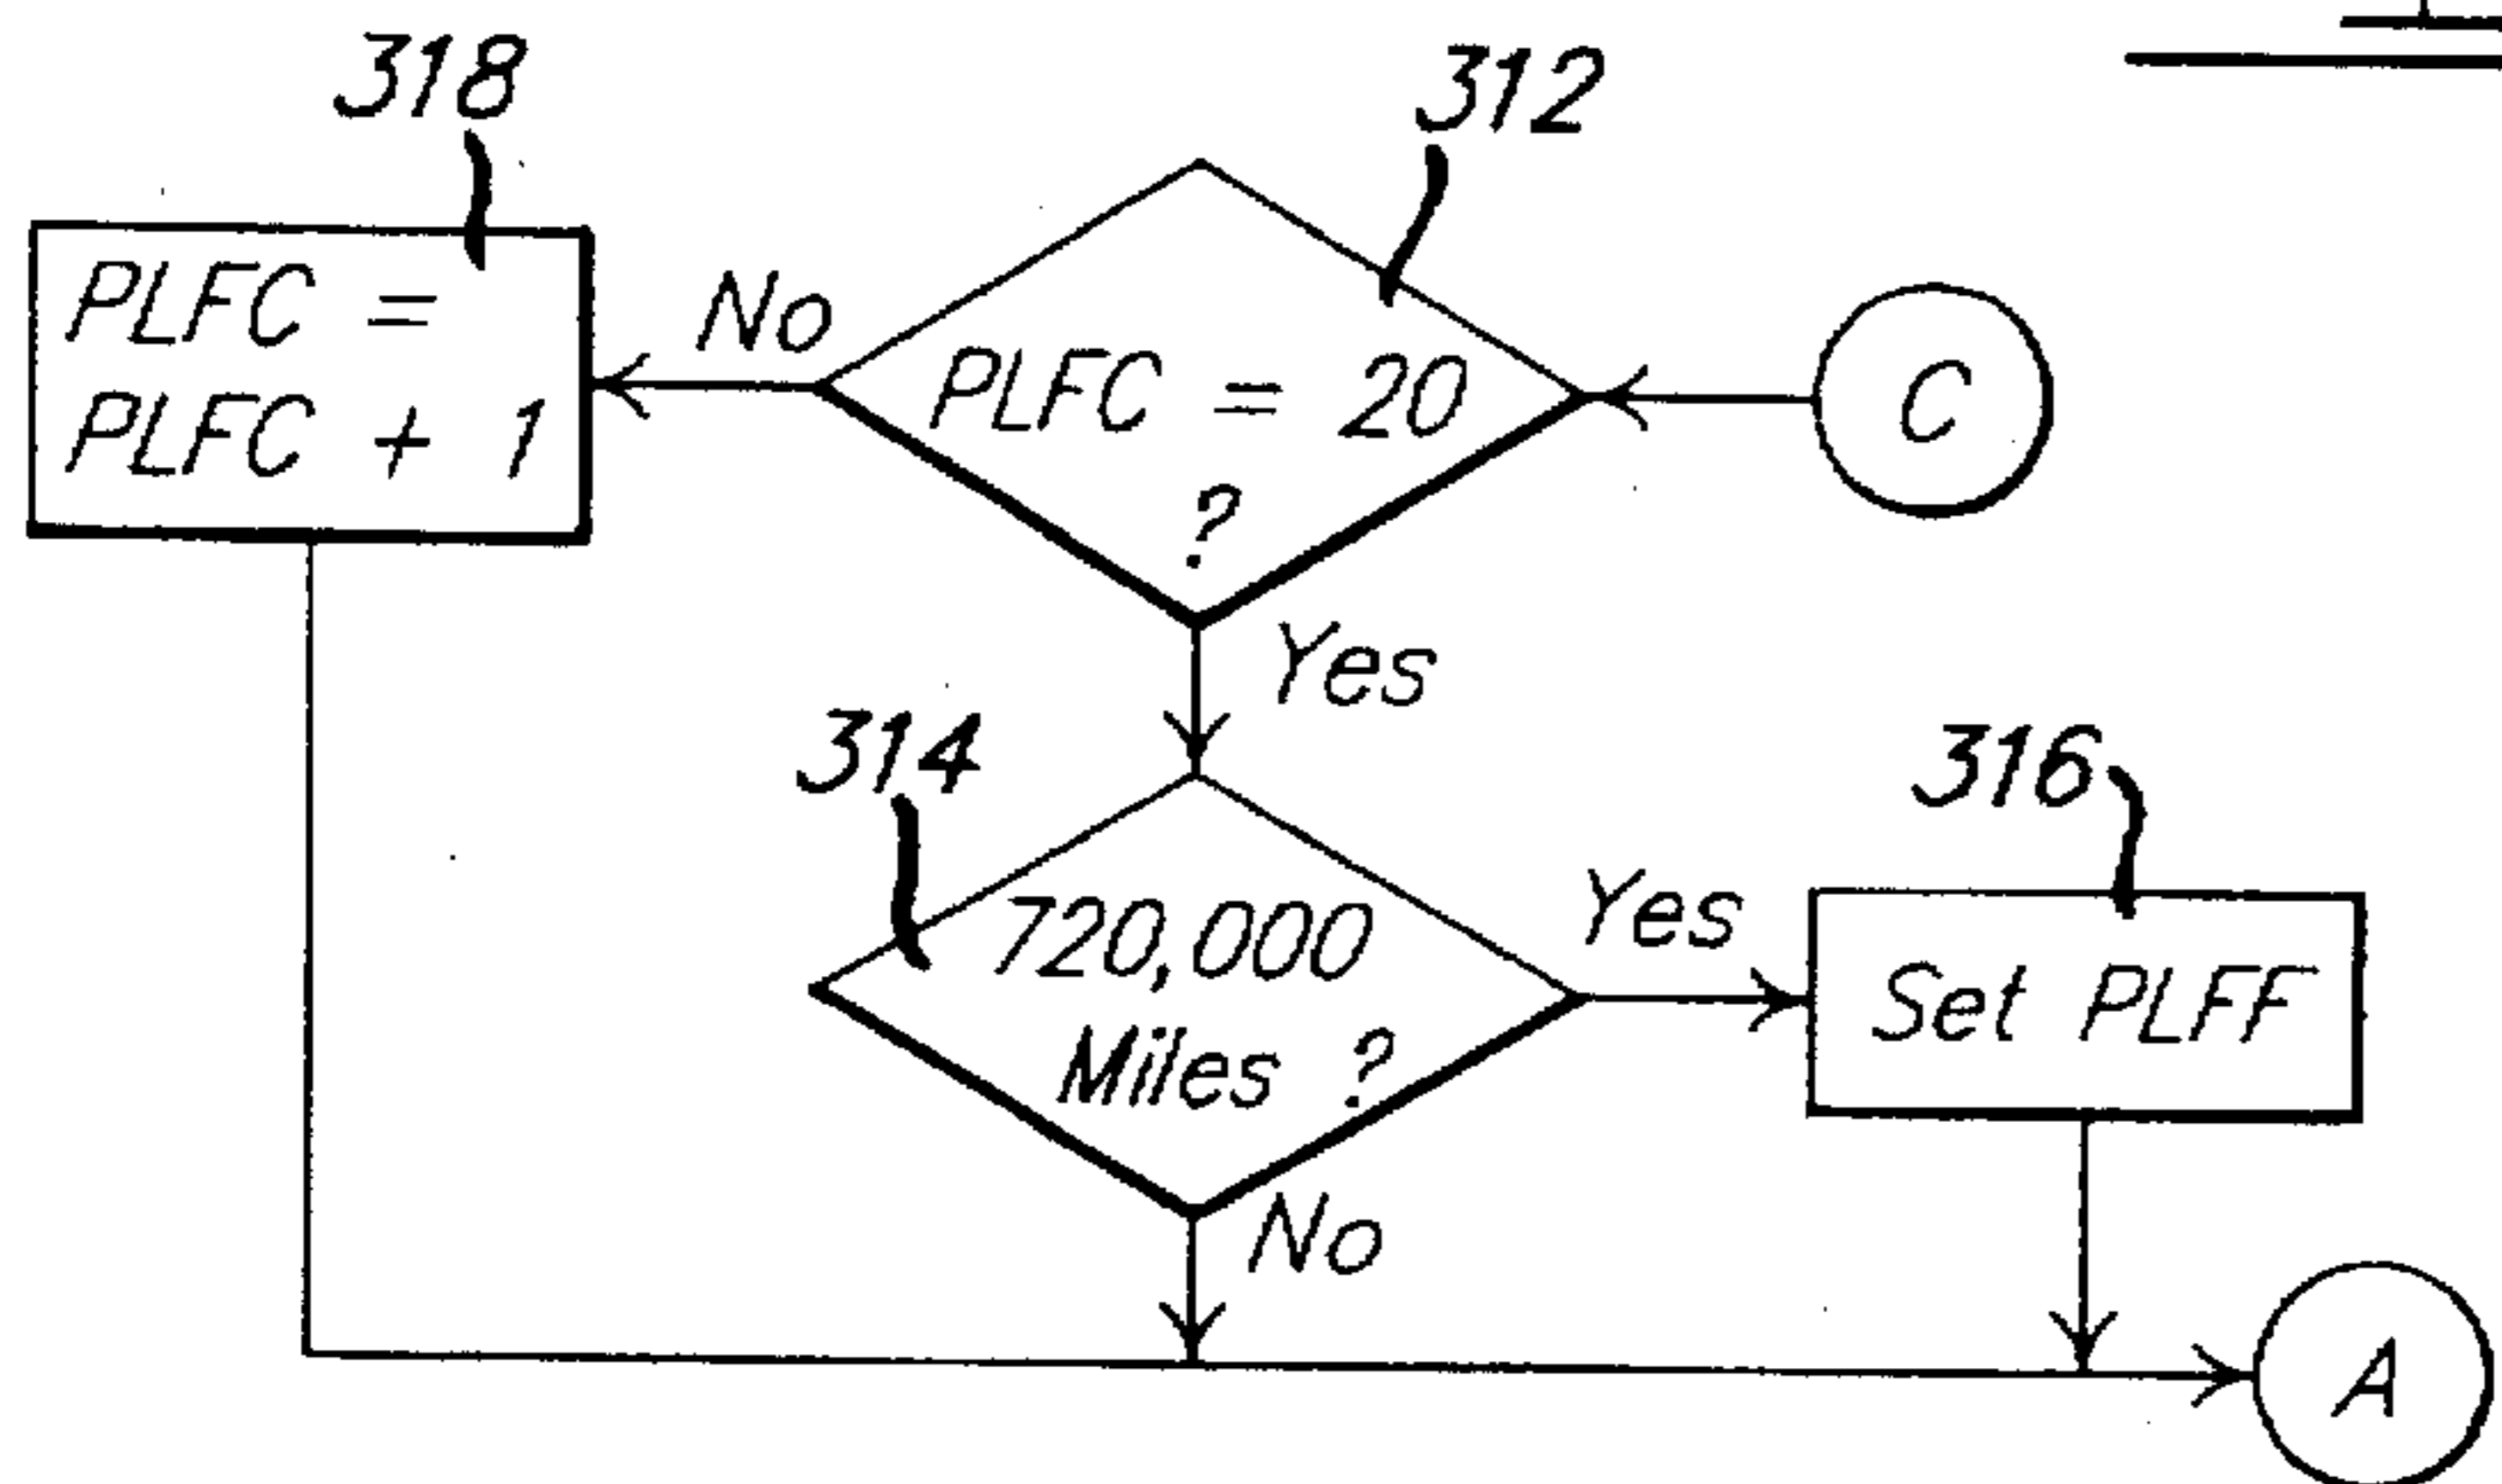 318
312
PLFC =
PLFC + 1
No
PLFC = 20
?
C
Yes
314
316
720,000
Miles ?
Yes
Set PLFF
No
A